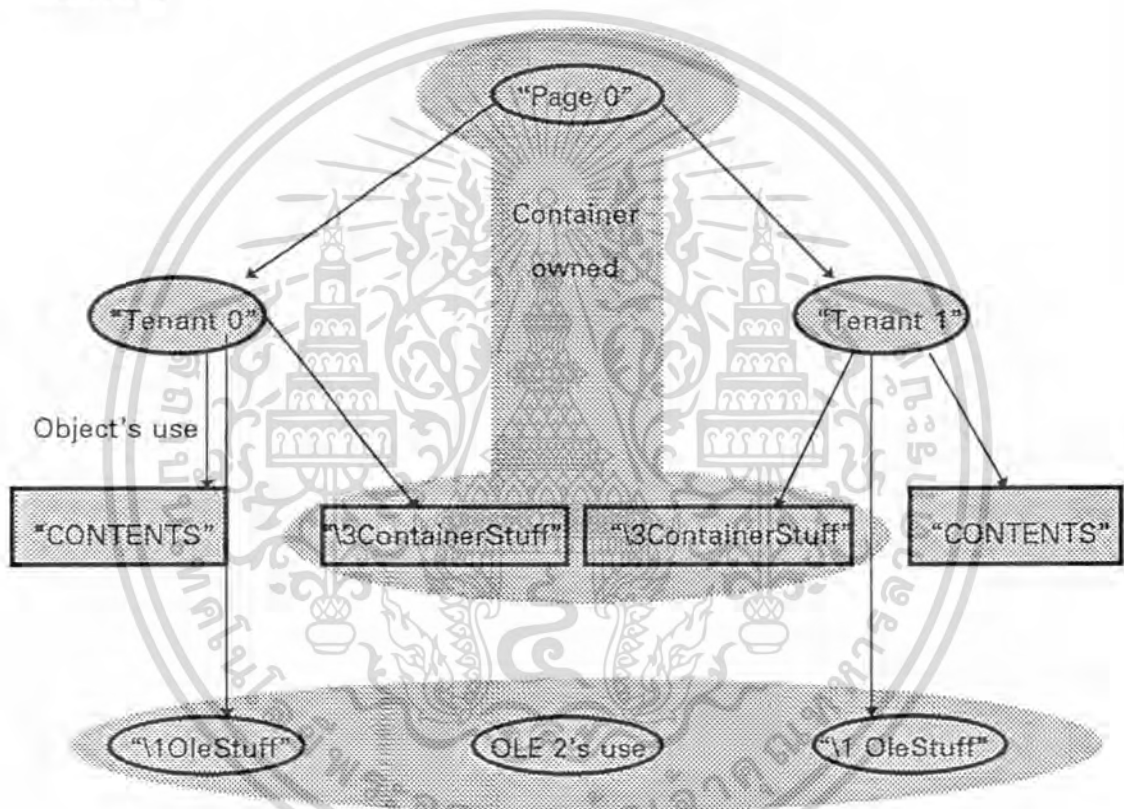 "Page 0"
Container
owned
"Tenant 0"
"Tenant 1"
Object's use
"CONTENTS"
"\3ContainerStuff"
"\3ContainerStuff"
"CONTENTS"
"\1OleStuff"
OLE 2's use
"\1 OleStuff"